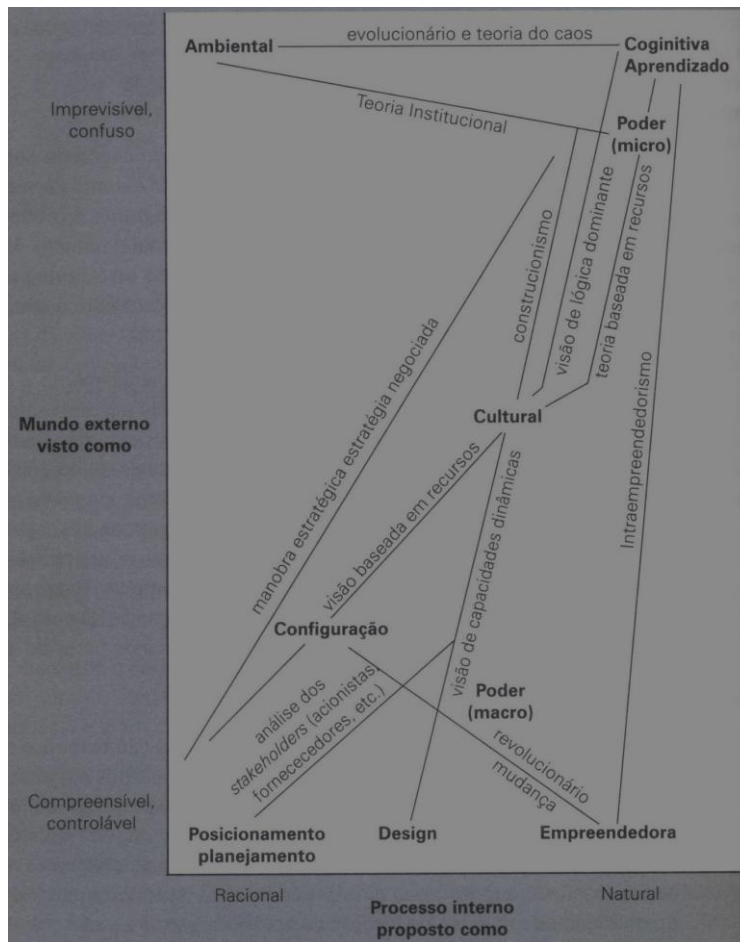 evolucionário e teoria do caos
Ambiental
Coginitiva
Aprendizado
Imprevisível,
confuso
Teoria Institucional
Poder
(micro)
construcionismo
visão de lógica dominante
teoria baseada em recursos
Intraempreendedorismo
manobra estratégica estratégia negociada
Mundo externo
visto como
Cultural
visão baseada em recursos
visão de capacidades dinâmicas
Configuração
análise dos
stakeholders (acionistas,
fornececedores, etc.)
Poder
(macro)
revolucionário
mudança
Compreensível,
controlável
Posicionamento
planejamento
Design
Empreendedora
Racional
Natural
Processo interno
proposto como